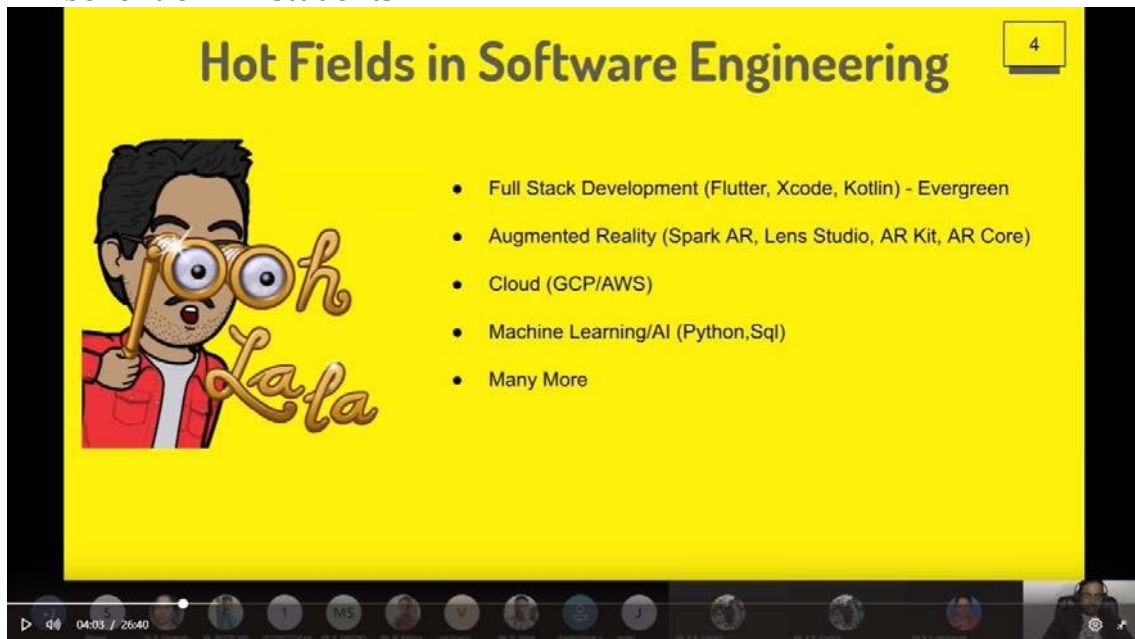 Hot Fields in Software Engineering
4
● Full Stack Development (Flutter, Xcode, Kotlin) - Evergreen
● Augmented Reality (Spark AR, Lens Studio, AR Kit, AR Core)
● Cloud (GCP/AWS)
● Machine Learning/AI (Python,Sql)
● Many More
ooh
La la
S
1
MS
V
J
04:03 / 26:40